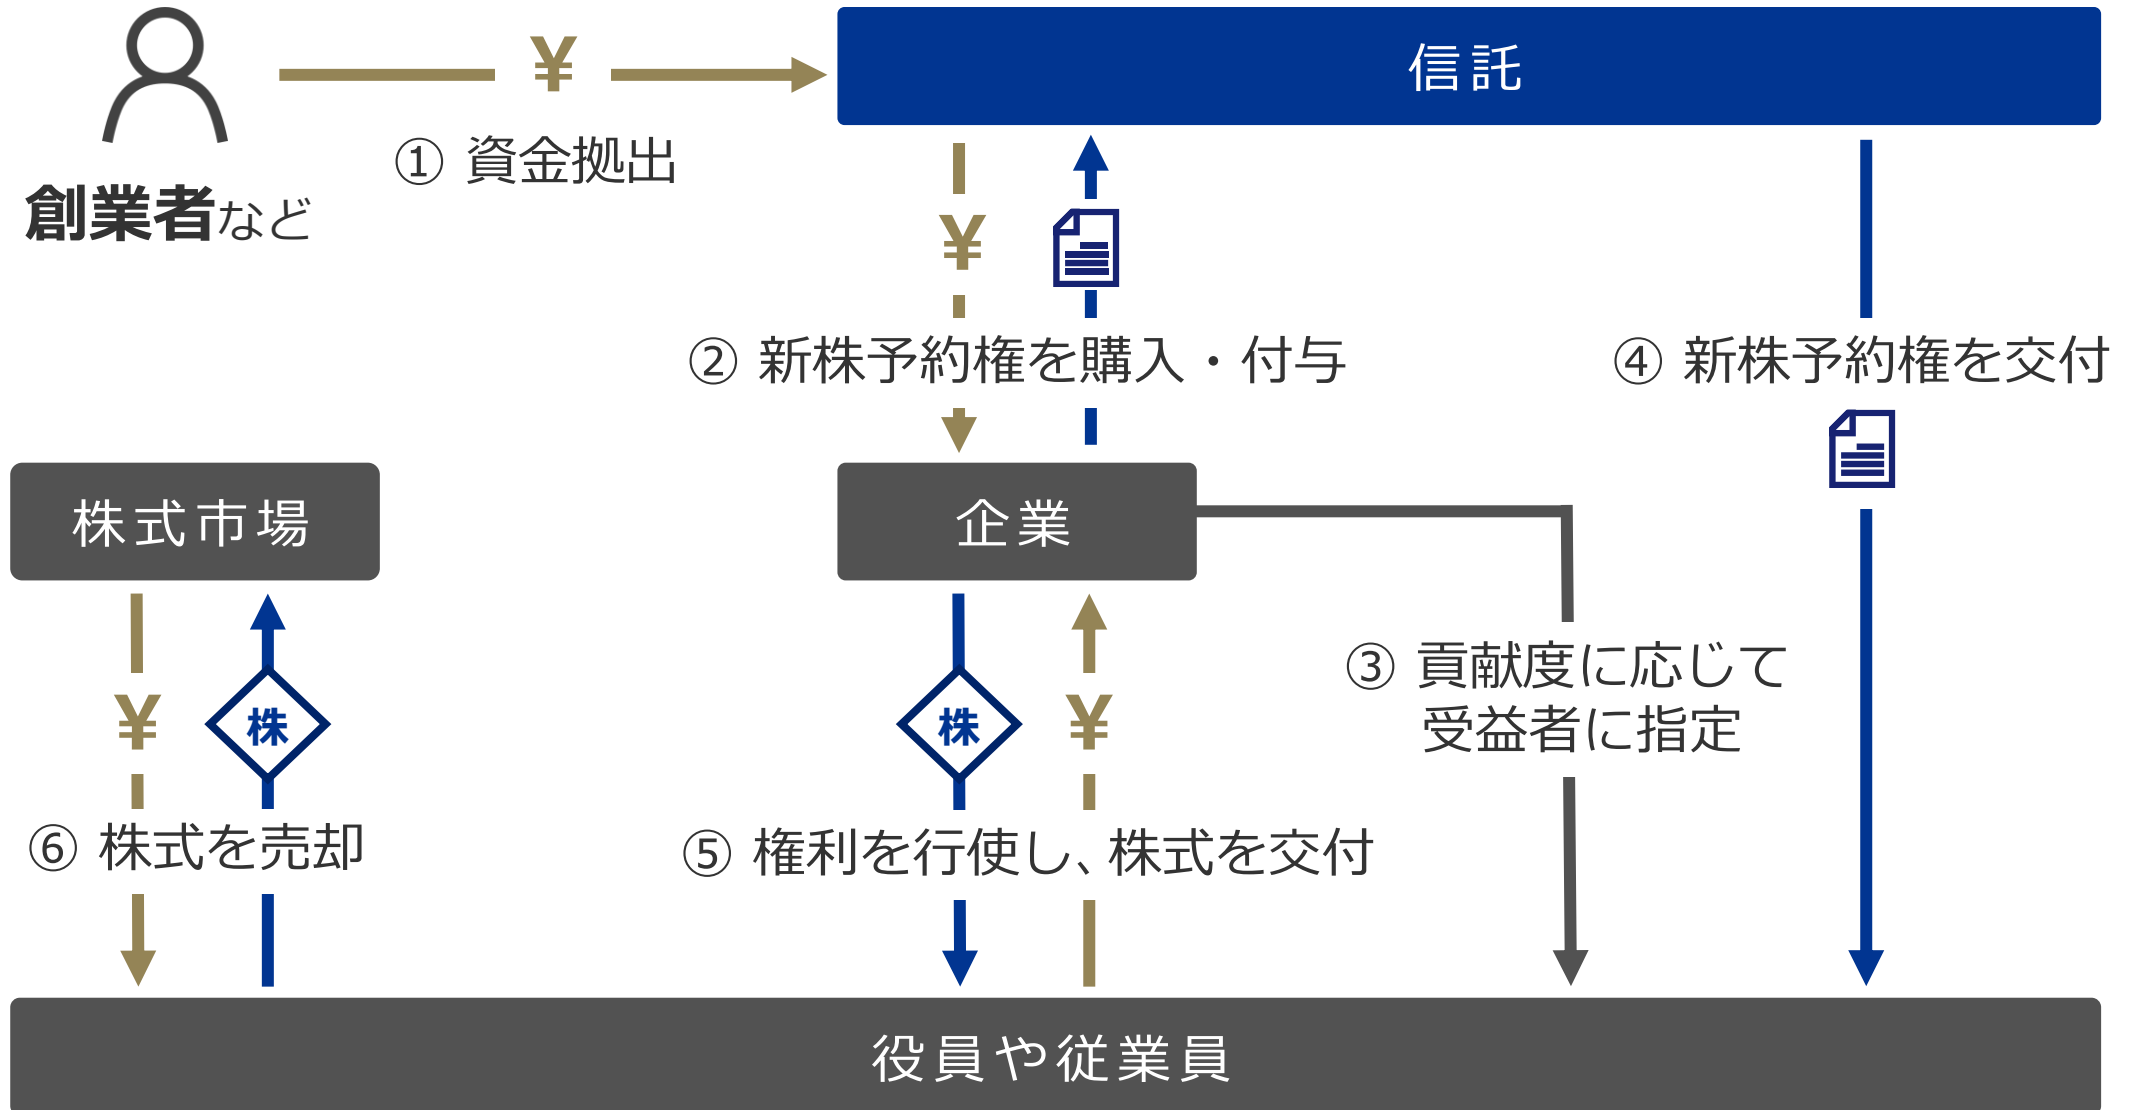 信託
¥
① 資金拠出
創業者など
¥
② 新株予約権を購入・付与
④ 新株予約権を交付
株式市場
企業
③ 貢献度に応じて
受益者に指定
¥
株
株
¥
⑥ 株式を売却
⑤ 権利を行使し、株式を交付
役員や従業員